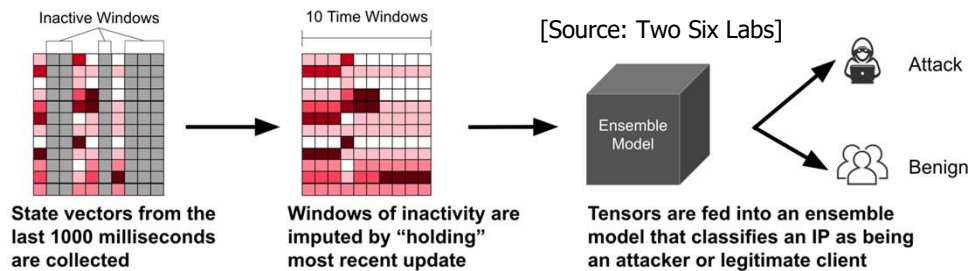 Inactive Windows
10 Time Windows
[Source: Two Six Labs]
Ensemble
Model
Attack
Benign
State vectors from the
last 1000 milliseconds
are collected
Windows of inactivity are
imputed by “holding”
most recent update
Tensors are fed into an ensemble
model that classifies an IP as being
an attacker or legitimate client